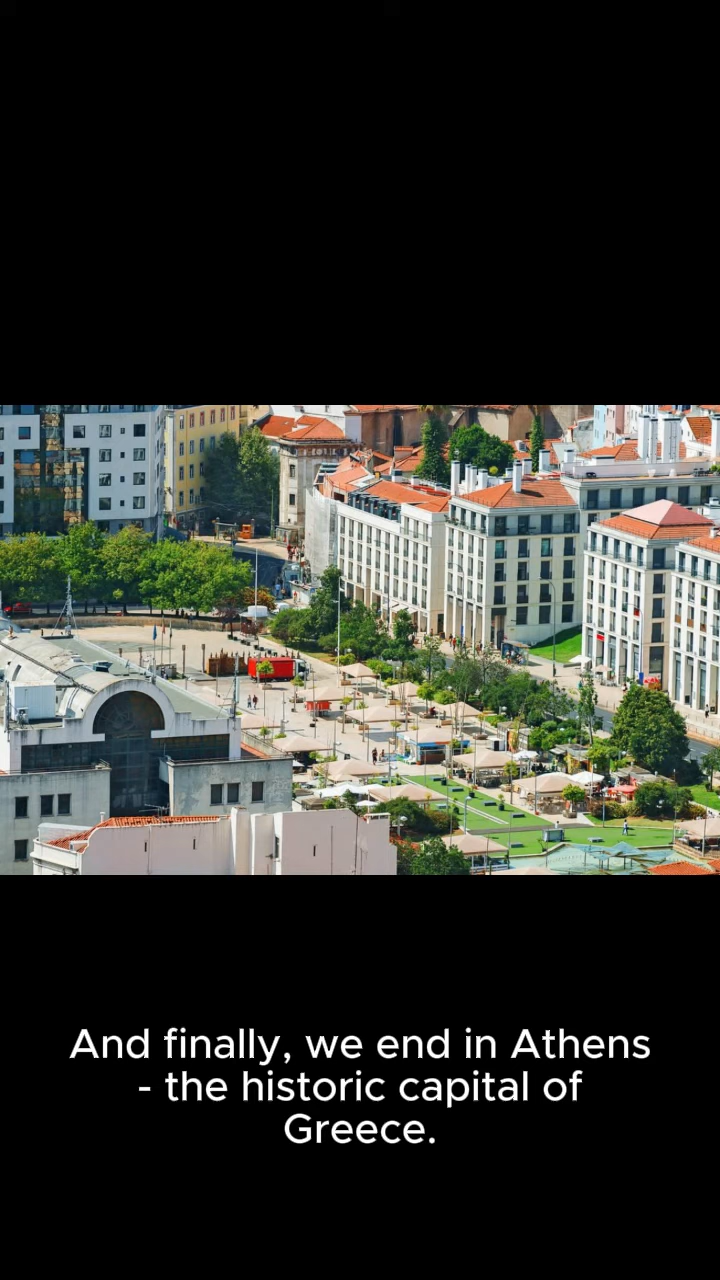 And finally, we end in Athens
- the historic capital of
Greece.